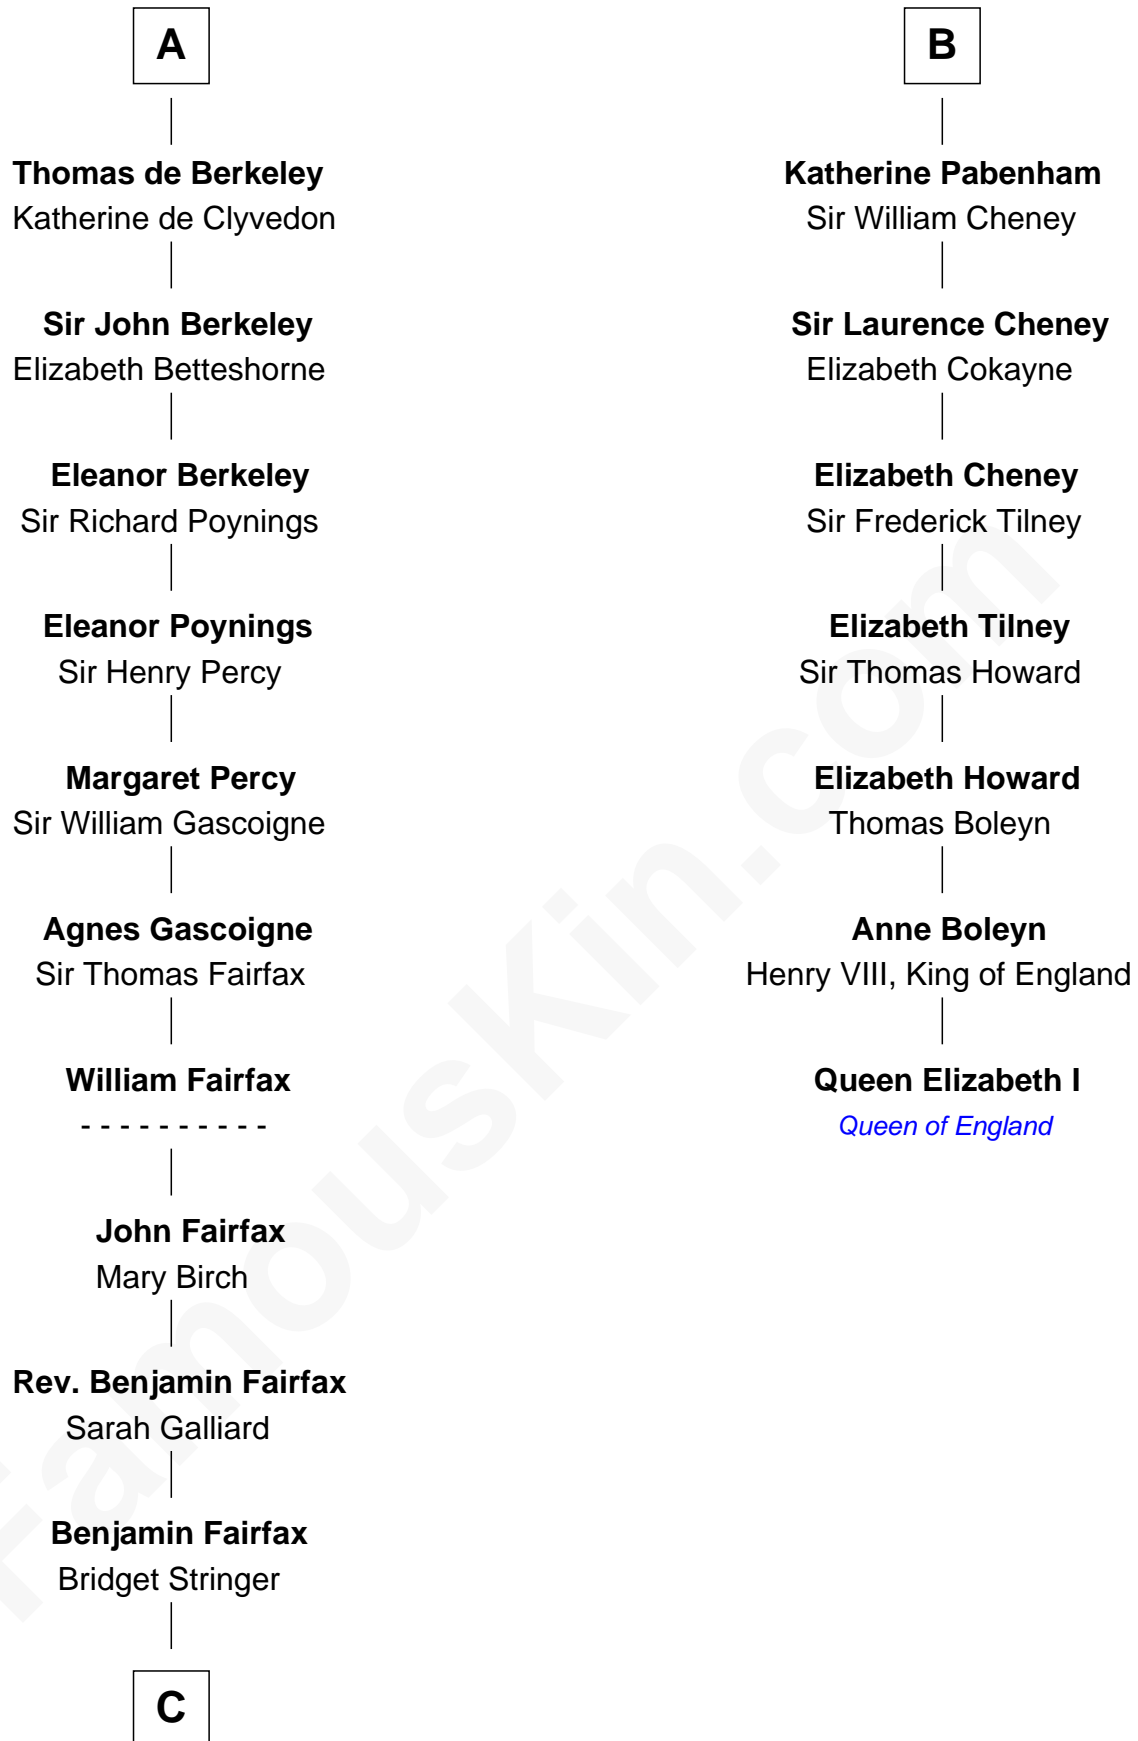 A
Thomas de Berkeley
Katherine de Clyvedon
Sir John Berkeley
Elizabeth Betteshorne
Eleanor Berkeley
Sir Richard Poynings
Eleanor Poynings
Sir Henry Percy
Margaret Percy
Sir William Gascoigne
Agnes Gascoigne
Sir Thomas Fairfax
William Fairfax
- - - - - - - - - -
John Fairfax
Mary Birch
Rev. Benjamin Fairfax
Sarah Galliard
Benjamin Fairfax
Bridget Stringer
C
B
Katherine Pabenham
Sir William Cheney
Sir Laurence Cheney
Elizabeth Cokayne
Elizabeth Cheney
Sir Frederick Tilney
Elizabeth Tilney
Sir Thomas Howard
Elizabeth Howard
Thomas Boleyn
Anne Boleyn
Henry VIII, King of England
Queen Elizabeth I
Queen of England
FamousKin.com